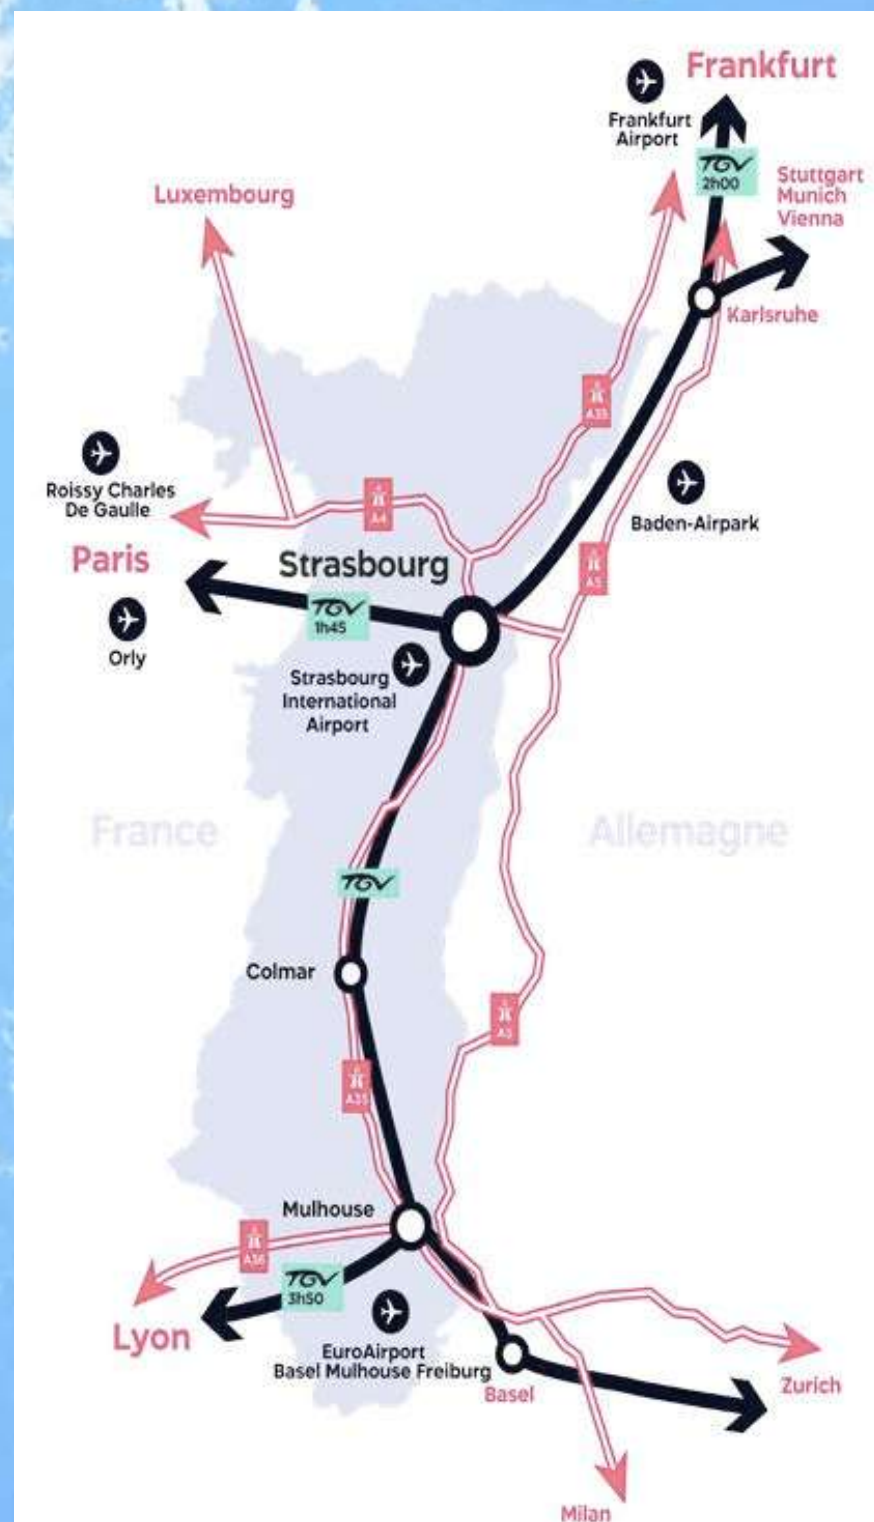 Frankfurt
Frankfurt
Airport
TGV
2h00
Stuttgart
Munich
Vienna
Luxembourg
Karlsruhe
A35
Roissy Charles
De Gaulle
A4
Baden-Airpark
Paris
Strasbourg
A5
TGV
1h45
Orly
Strasbourg
International
Airport
France
Allemagne
TGV
Colmar
A5
A35
Mulhouse
A36
TGV
3h50
Lyon
EuroAirport
Basel Mulhouse Freiburg
Basel
Zurich
Milan